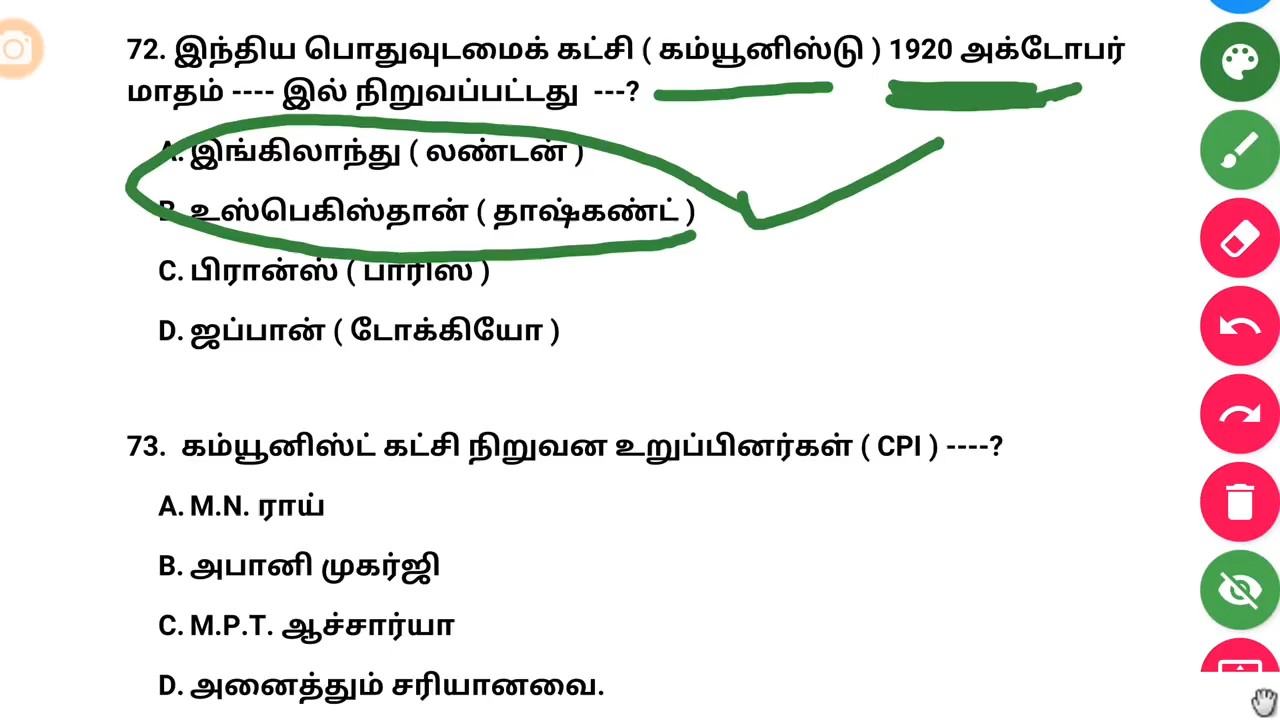 72. இந்திய பொதுவுடமைக் கட்சி ( கம்யூனிஸ்டு ) 1920 அக்டோபர்
மாதம் ---- இல் நிறுவப்பட்டது ---?
A. இங்கிலாந்து ( லண்டன் )
B. உஸ்பெகிஸ்தான் ( தாஷ்கண்ட் )
C. பிரான்ஸ் ( பாரிஸ் )
D. ஜப்பான் ( டோக்கியோ )
73. கம்யூனிஸ்ட் கட்சி நிறுவன உறுப்பினர்கள் ( CPI ) ----?
A. M.N. ராய்
B. அபானி முகர்ஜி
C. M.P.T. ஆச்சார்யா
D. அனைத்தும் சரியானவை.